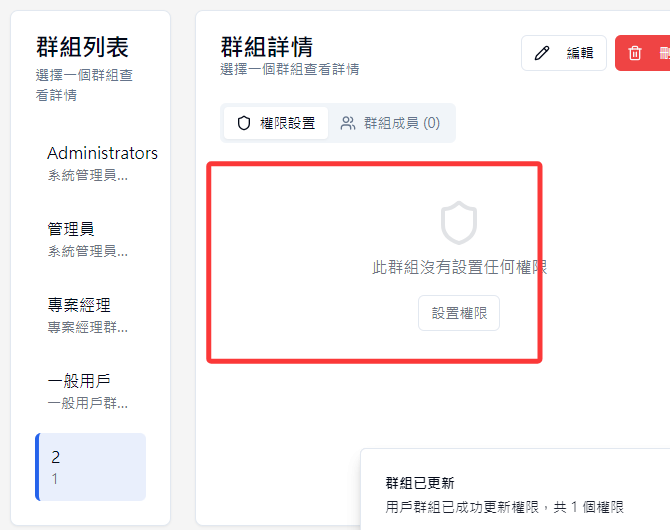 群組列表
選擇一個群組查
看詳情
Administrators
系統管理員...
管理員
系統管理員...
專案經理
專案經理群...
一般用戶
一般用戶群...
2
1
群組詳情
選擇一個群組查看詳情
編輯
權限設置
群組成員 (0)
此群組沒有設置任何權限
設置權限
群組已更新
用戶群組已成功更新權限，共 1 個權限